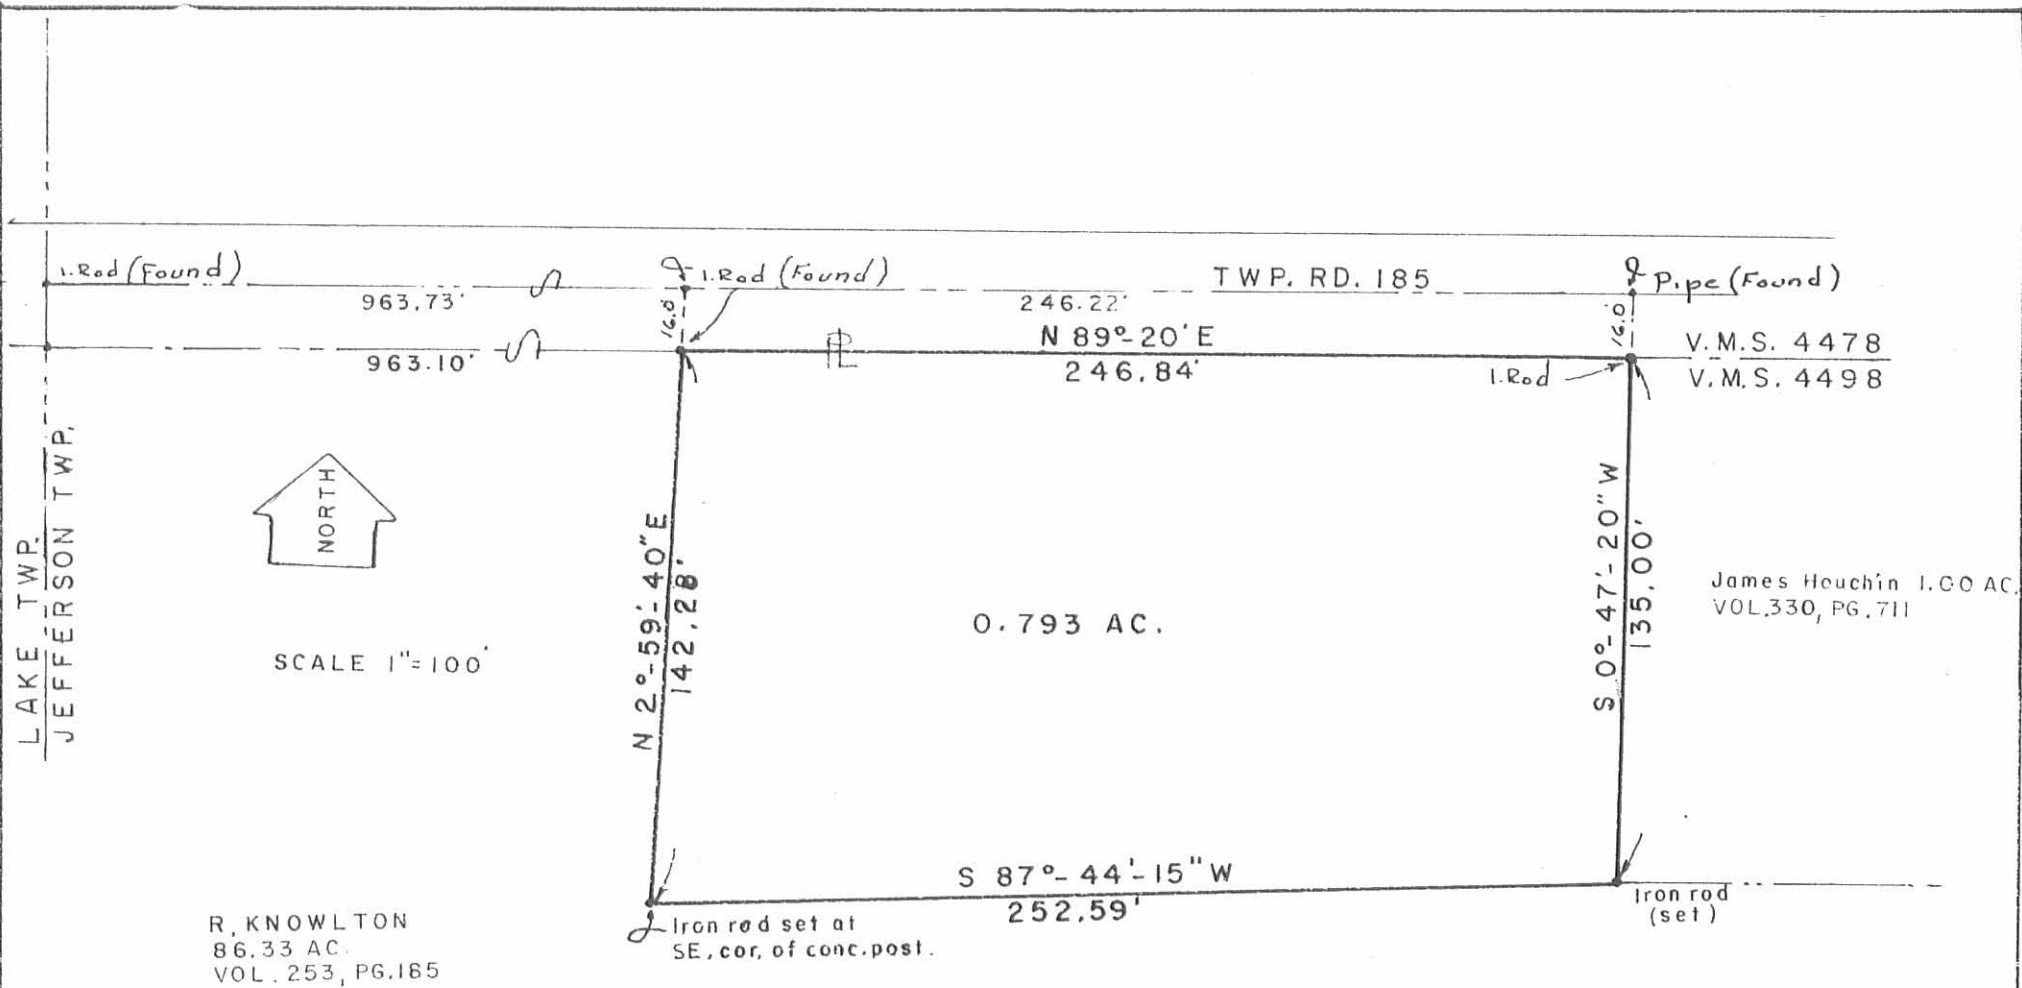 I.Rod (Found)
I.Rod (Found)
TWP. RD. 185
Pipe (Found)
963.73'
246.22'
16.0
16.0
N 89°-20'E
963.10'
246.84'
I.Rod
V.M.S. 4478
V.M.S. 4498
LAKE TWP.
JEFFERSON TWP.
NORTH
SCALE 1"=100'
N 2°-59'-40"E
142.28'
0.793 AC.
S 0°-47'-20"W
135.00'
James Houchin 1.00 AC.
VOL.330, PG.711
S 87°-44'-15"W
252.59'
Iron rod
(set)
Iron rod set at
SE. cor. of conc. post.
R. KNOWLTON
86.33 AC.
VOL. 253, PG.185